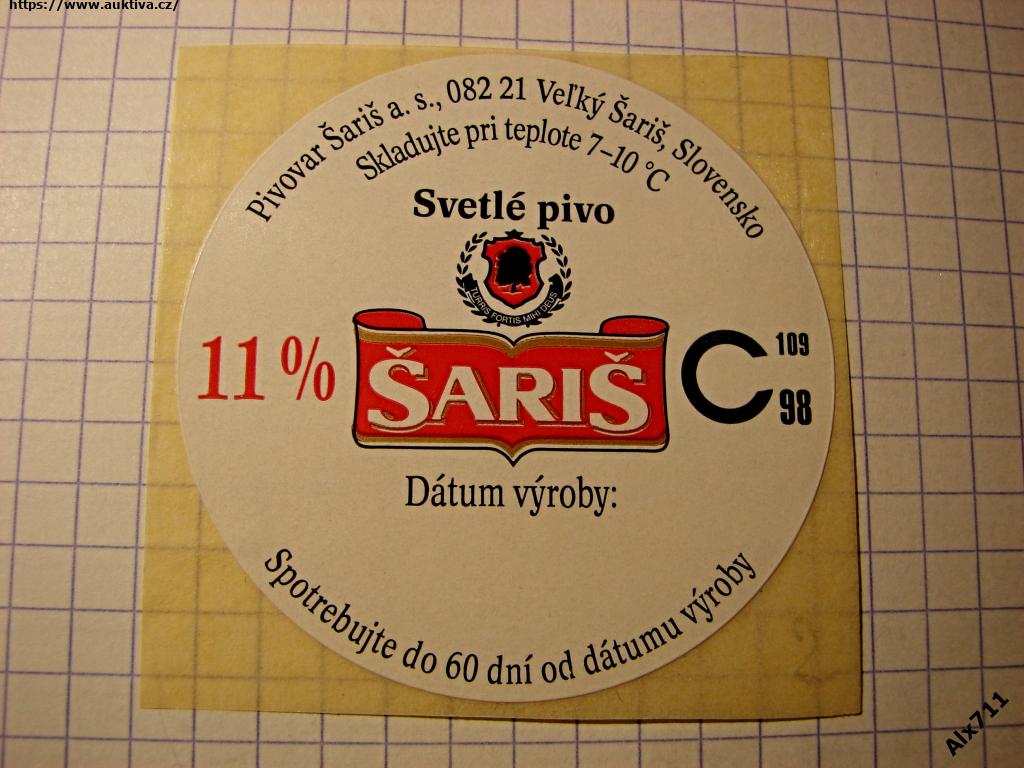 https://www.auktiva.cz/
Pivovar Šariš a. s., 082 21 Veľký Šariš, Slovensko
Skladujte pri teplote 7–10 °C
Svetlé pivo
TURRIS FORTIS MIHI DEUS
11 %
ŠARIŠ
C 109
98
Dátum výroby:
Spotrebujte do 60 dní od dátumu výroby
Alx711